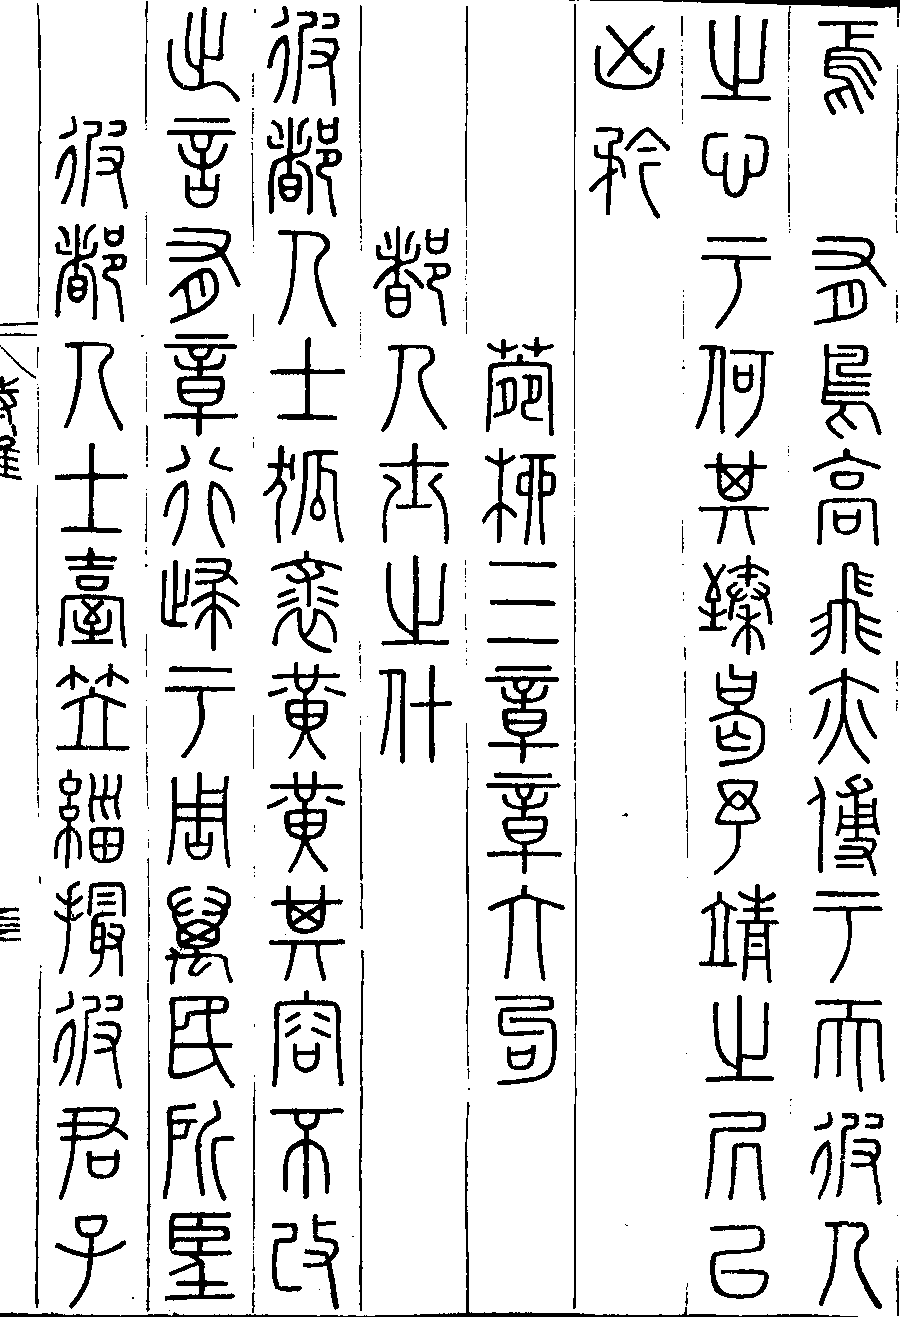 焉　有鳥高飛亦傅于天彼人
之心于何其臻曷予靖之居以
凶矜
菀柳三章章六句
都人士之什
彼都人士狐裘黃黃其容不改
出言有章行歸于周萬民所望
彼都人士臺笠緇撮彼君子